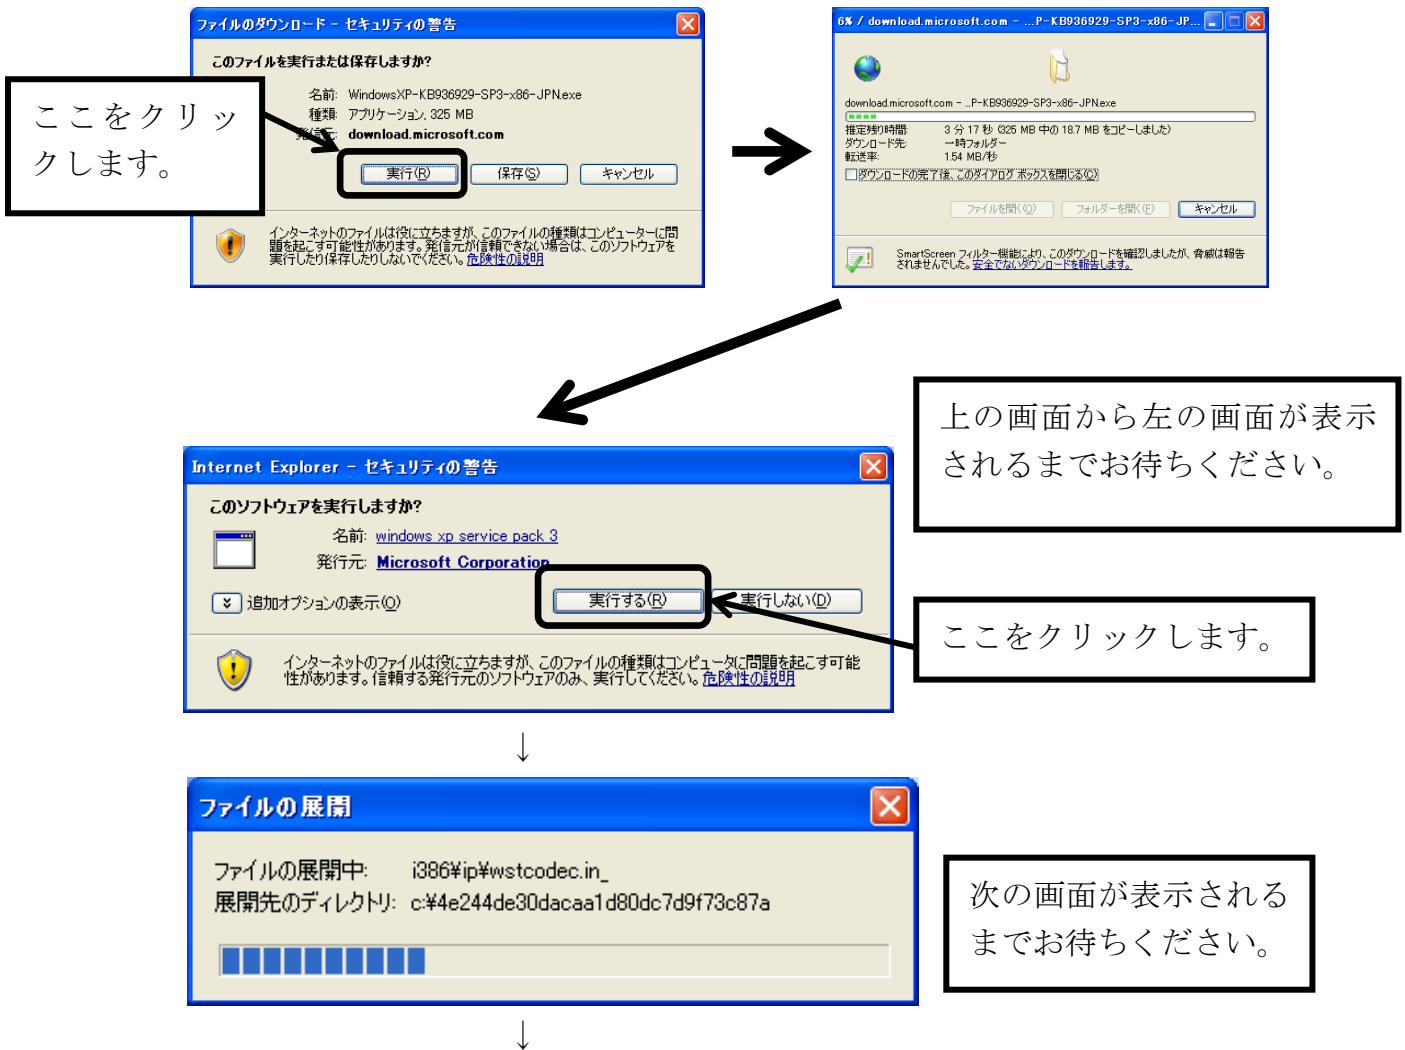 ファイルのダウンロード - セキュリティの警告
このファイルを実行または保存しますか?
名前: WindowsXP-KB936929-SP3-x86-JPN.exe
種類: アプリケーション, 325 MB
発信元: download.microsoft.com
実行(R) 保存(S) キャンセル
インターネットのファイルは役に立ちますが、このファイルの種類はコンピューターに問
題を起こす可能性があります。発信元が信頼できない場合は、このソフトウェアを
実行したり保存したりしないでください。危険性の説明
ここをクリッ
クします。
6% / download.microsoft.com - ...P-KB936929-SP3-x86-JP...
download.microsoft.com - ...P-KB936929-SP3-x86-JPN.exe
推定残り時間: 3 分 17 秒 (325 MB 中の 18.7 MB をコピーしました)
ダウンロード先: 一時フォルダー
転送率: 1.54 MB/秒
ダウンロードの完了後、このダイアログ ボックスを閉じる(C)
ファイルを開く(O) フォルダーを開く(F) キャンセル
SmartScreen フィルター機能により、このダウンロードを確認しましたが、脅威は報告
されませんでした。安全でないダウンロードを報告します。
上の画面から左の画面が表示
されるまでお待ちください。
Internet Explorer - セキュリティの警告
このソフトウェアを実行しますか?
名前: windows xp service pack 3
発行元: Microsoft Corporation
追加オプションの表示(O) 実行する(R) 実行しない(D)
インターネットのファイルは役に立ちますが、このファイルの種類はコンピュータに問題を起こす可能
性があります。信頼する発行元のソフトウェアのみ、実行してください。危険性の説明
ここをクリックします。
↓
ファイルの展開
ファイルの展開中: i386¥ip¥wstcodec.in_
展開先のディレクトリ: c:¥4e244de30dacaa1d80dc7d9f73c87a
次の画面が表示される
までお待ちください。
↓